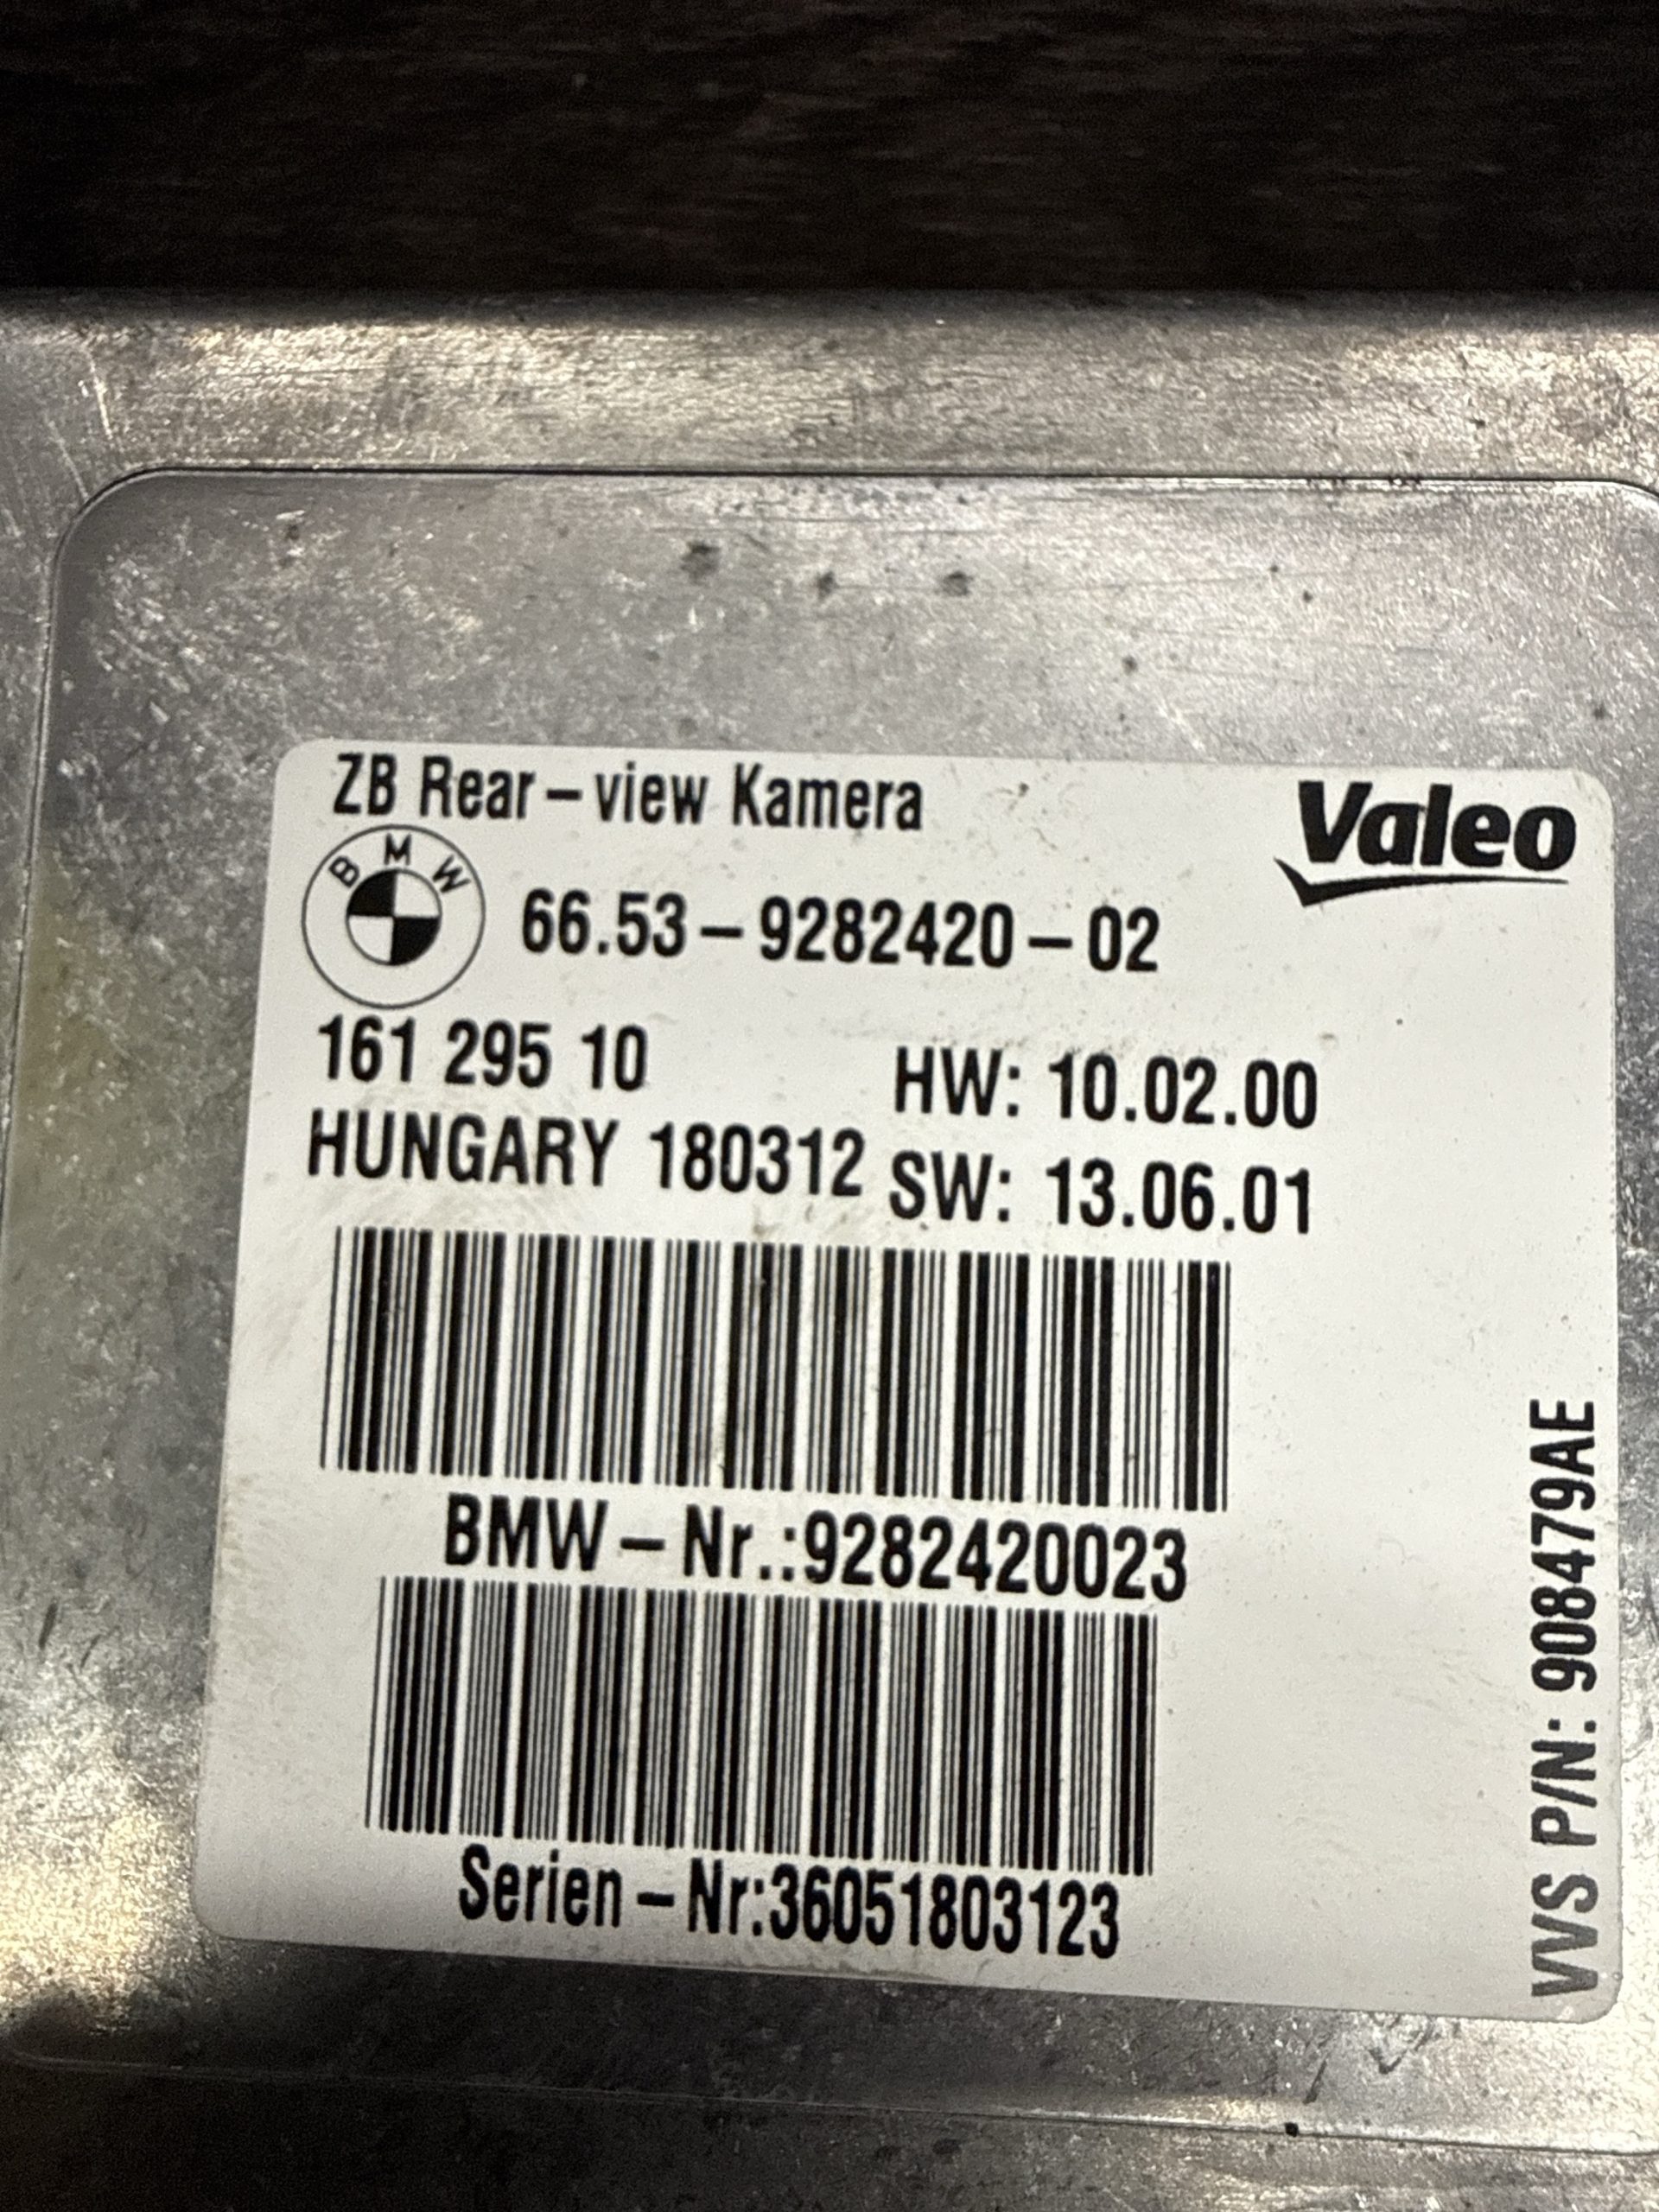 ZB Rear-view Kamera
Valeo
BMW
66.53-9282420-02
161 295 10
HW: 10.02.00
HUNGARY 180312
SW: 13.06.01
BMW-Nr.:9282420023
Serien-Nr:36051803123
VVS P/N: 908479AE